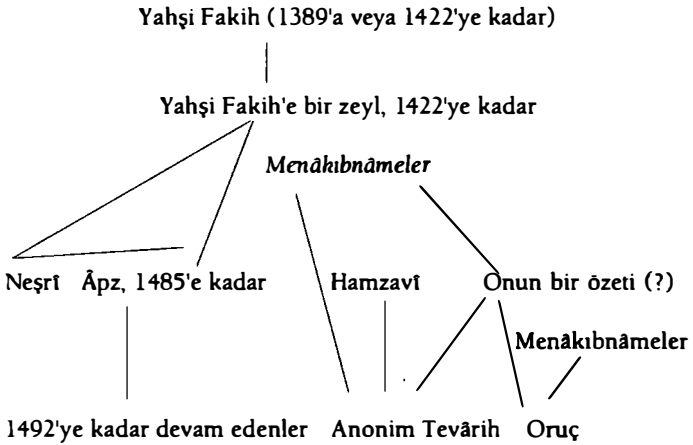 Yahşi Fakih (1389'a veya 1422'ye kadar)
Yahşi Fakih'e bir zeyl, 1422'ye kadar
Menâkıbnâmeler
Neşrî Âpz, 1485'e kadar Hamzavî Onun bir özeti (?)
Menâkıbnâmeler
1492'ye kadar devam edenler Anonim Tevârih Oruç